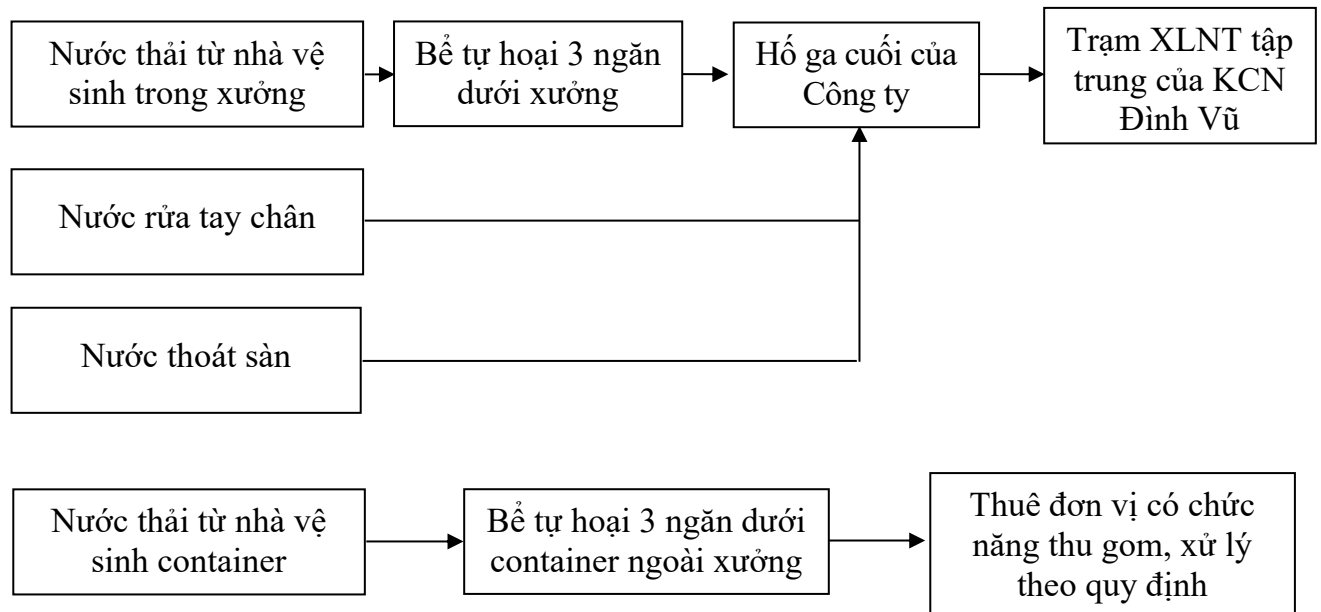 Nước thải từ nhà vệ
sinh trong xưởng
Bể tự hoại 3 ngăn
dưới xưởng
Hố ga cuối của
Công ty
Trạm XLNT tập
trung của KCN
Đình Vũ
Nước rửa tay chân
Nước thoát sàn
Nước thải từ nhà vệ
sinh container
Bể tự hoại 3 ngăn dưới
container ngoài xưởng
Thuê đơn vị có chức
năng thu gom, xử lý
theo quy định